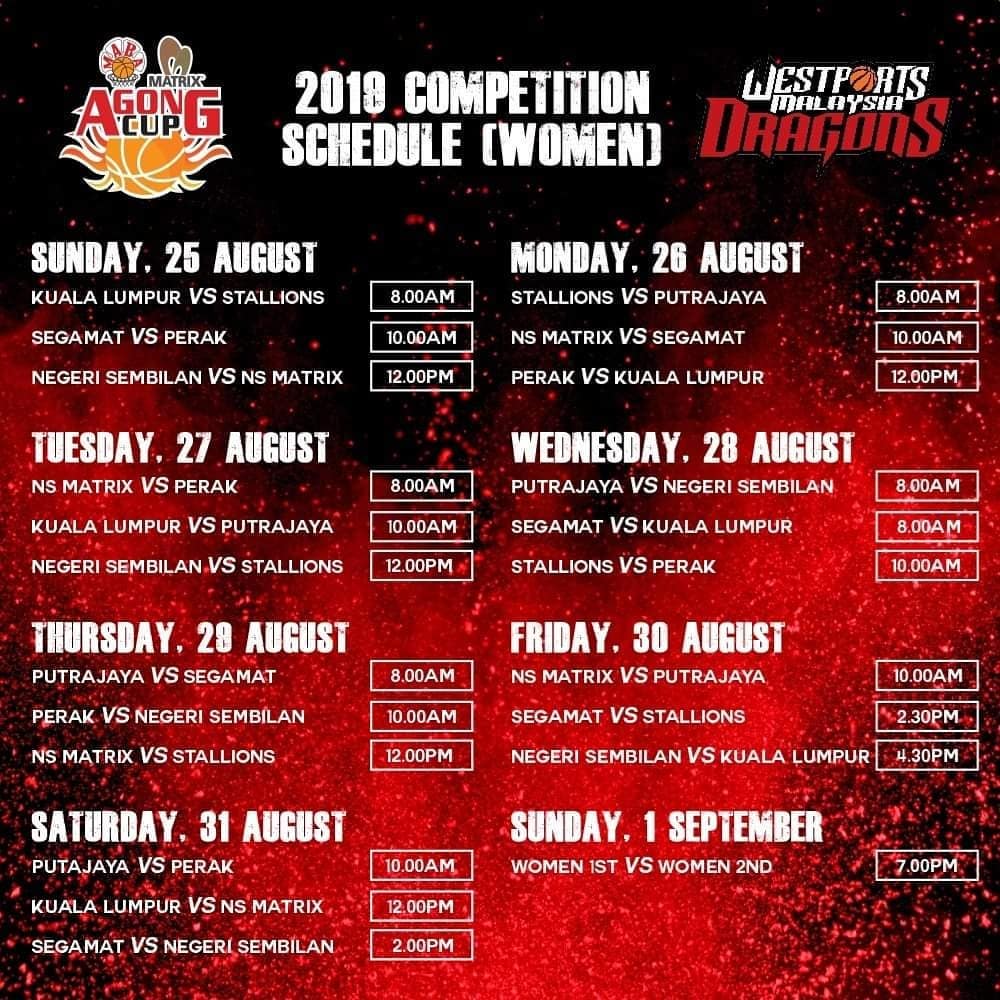 MABA
MATRIX
AGONG
CUP
2019 COMPETITION
SCHEDULE (WOMEN)
WESTPORTS
MALAYSIA
DRAGONS
SUNDAY, 25 AUGUST
KUALA LUMPUR VS STALLIONS 8.00AM
SEGAMAT VS PERAK 10.00AM
NEGERI SEMBILAN VS NS MATRIX 12.00PM
MONDAY, 26 AUGUST
STALLIONS VS PUTRAJAYA 8.00AM
NS MATRIX VS SEGAMAT 10.00AM
PERAK VS KUALA LUMPUR 12.00PM
TUESDAY, 27 AUGUST
NS MATRIX VS PERAK 8.00AM
KUALA LUMPUR VS PUTRAJAYA 10.00AM
NEGERI SEMBILAN VS STALLIONS 12.00PM
WEDNESDAY, 28 AUGUST
PUTRAJAYA VS NEGERI SEMBILAN 8.00AM
SEGAMAT VS KUALA LUMPUR 8.00AM
STALLIONS VS PERAK 10.00AM
THURSDAY, 29 AUGUST
PUTRAJAYA VS SEGAMAT 8.00AM
PERAK VS NEGERI SEMBILAN 10.00AM
NS MATRIX VS STALLIONS 12.00PM
FRIDAY, 30 AUGUST
NS MATRIX VS PUTRAJAYA 10.00AM
SEGAMAT VS STALLIONS 2.30PM
NEGERI SEMBILAN VS KUALA LUMPUR 4.30PM
SATURDAY, 31 AUGUST
PUTAJAYA VS PERAK 10.00AM
KUALA LUMPUR VS NS MATRIX 12.00PM
SEGAMAT VS NEGERI SEMBILAN 2.00PM
SUNDAY, 1 SEPTEMBER
WOMEN 1ST VS WOMEN 2ND 7.00PM